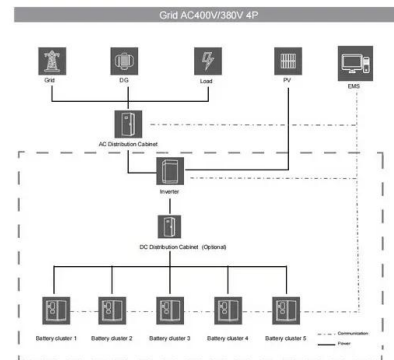 Grid AC400V/380V 4P
Grid
DG
Load
PV
EMS
AC Distribution Cabinet
Inverter
DC Distribution Cabinet (Optional)
Battery cluster 1
Battery cluster 2
Battery cluster 3
Battery cluster 4
Battery cluster 5
Communication
Power